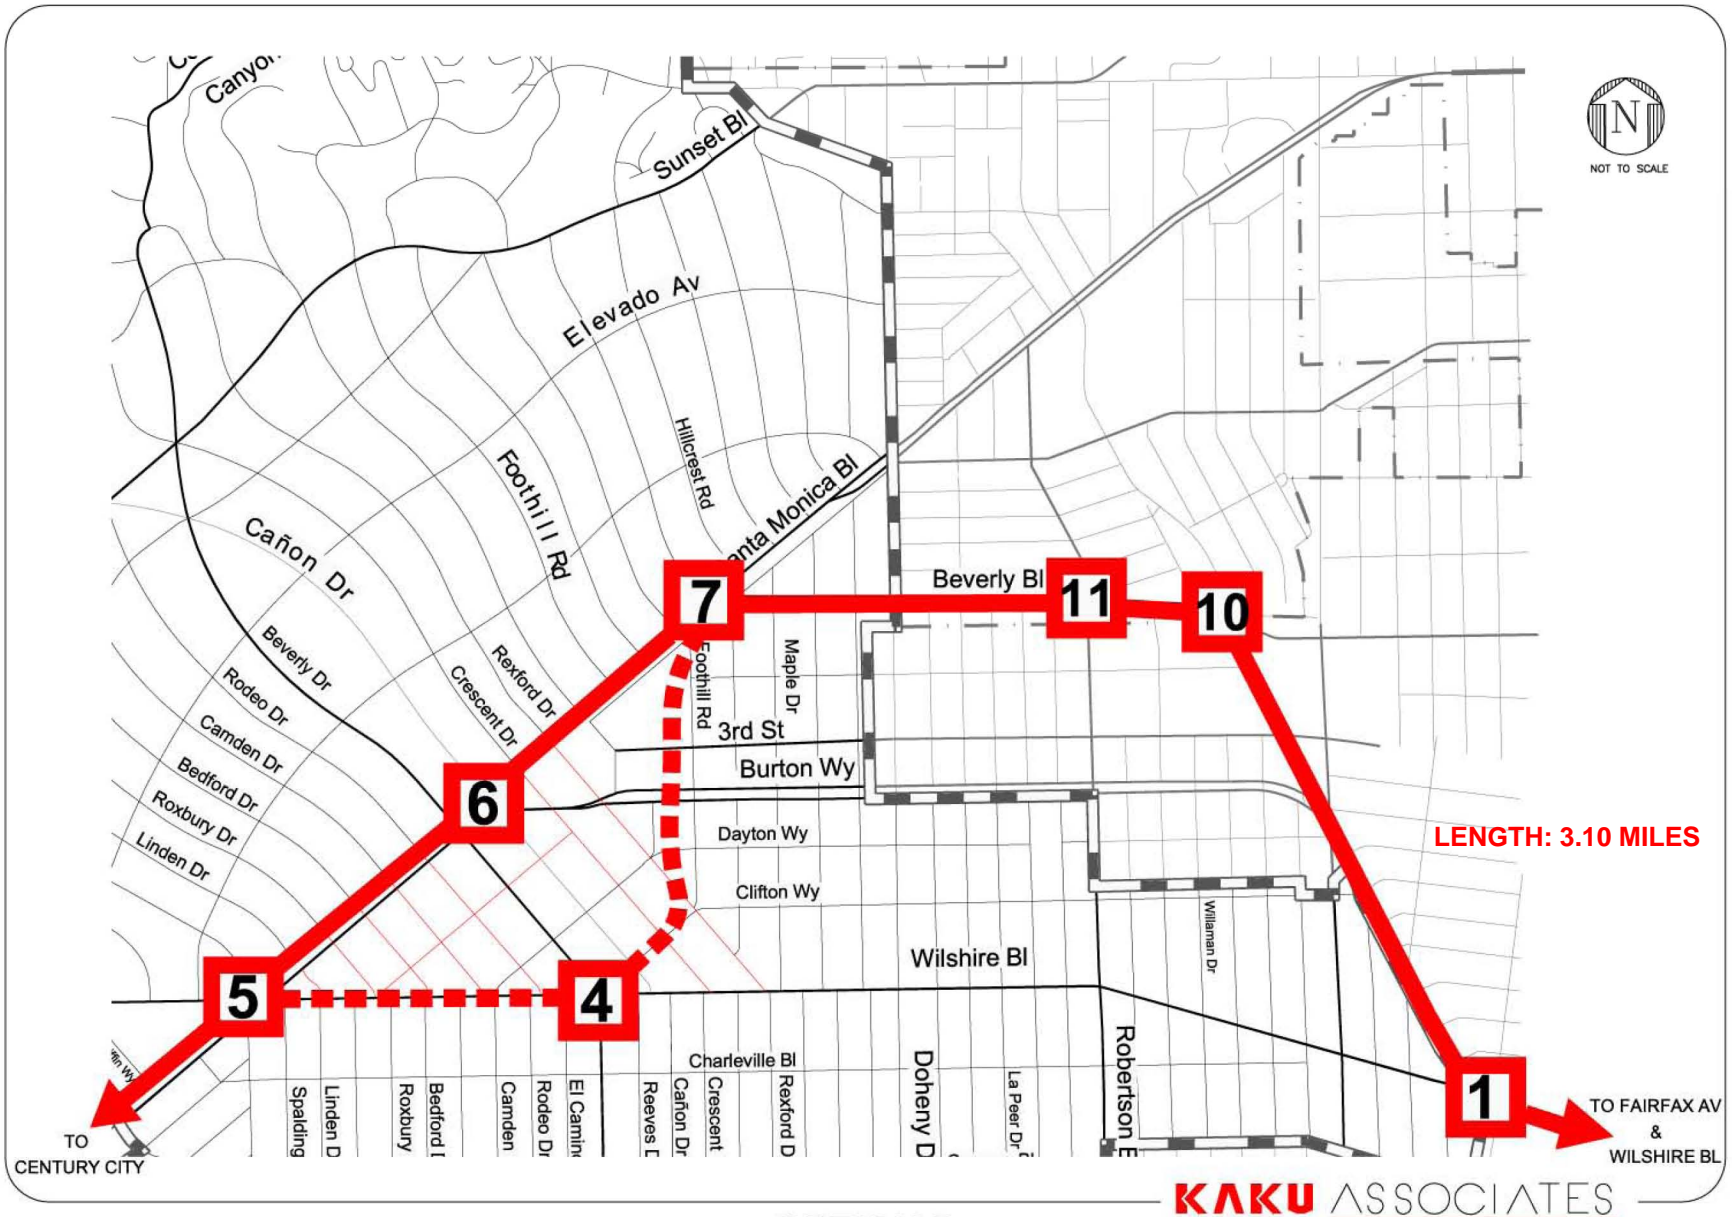 Canyon
Sunset Bl
N
NOT TO SCALE
Elevado Av
Hillcrest Rd
Foothill Rd
Santa Monica Bl
Cañon Dr
Beverly Bl
7
11
10
Beverly Dr
Rexford Dr
Crescent Dr
Foothill Rd
Maple Dr
Rodeo Dr
Camden Dr
3rd St
Burton Wy
Bedford Dr
6
Roxbury Dr
Linden Dr
Dayton Wy
LENGTH: 3.10 MILES
Clifton Wy
Willaman Dr
Wilshire Bl
5
4
Charleville Bl
Spalding
Linden D
Roxbury
Bedford D
Camden
Rodeo Dr
El Camin
Reeves D
Cañon Dr
Crescent
Rexford D
Doheny D
La Peer Dr
Robertson B
1
TO
CENTURY CITY
TO FAIRFAX AV
&
WILSHIRE BL
KAKU ASSOCIATES